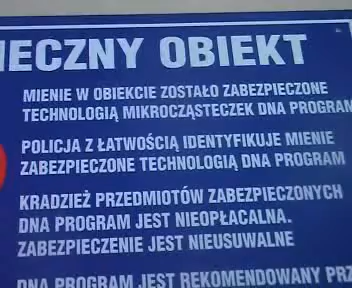 IECZNY OBIEKT
MIENIE W OBIEKCIE ZOSTAŁO ZABEZPIECZONE
TECHNOLOGIĄ MIKROCZĄSTECZEK DNA PROGRAM
POLICJA Z ŁATWOŚCIĄ IDENTYFIKUJE MIENIE
ZABEZPIECZONE TECHNOLOGIĄ DNA PROGRAM
KRADZIEŻ PRZEDMIOTÓW ZABEZPIECZONYCH
DNA PROGRAM JEST NIEOPŁACALNA.
ZABEZPIECZENIE JEST NIEUSUWALNE
DNA PROGRAM JEST REKOMENDOWANY PRZ